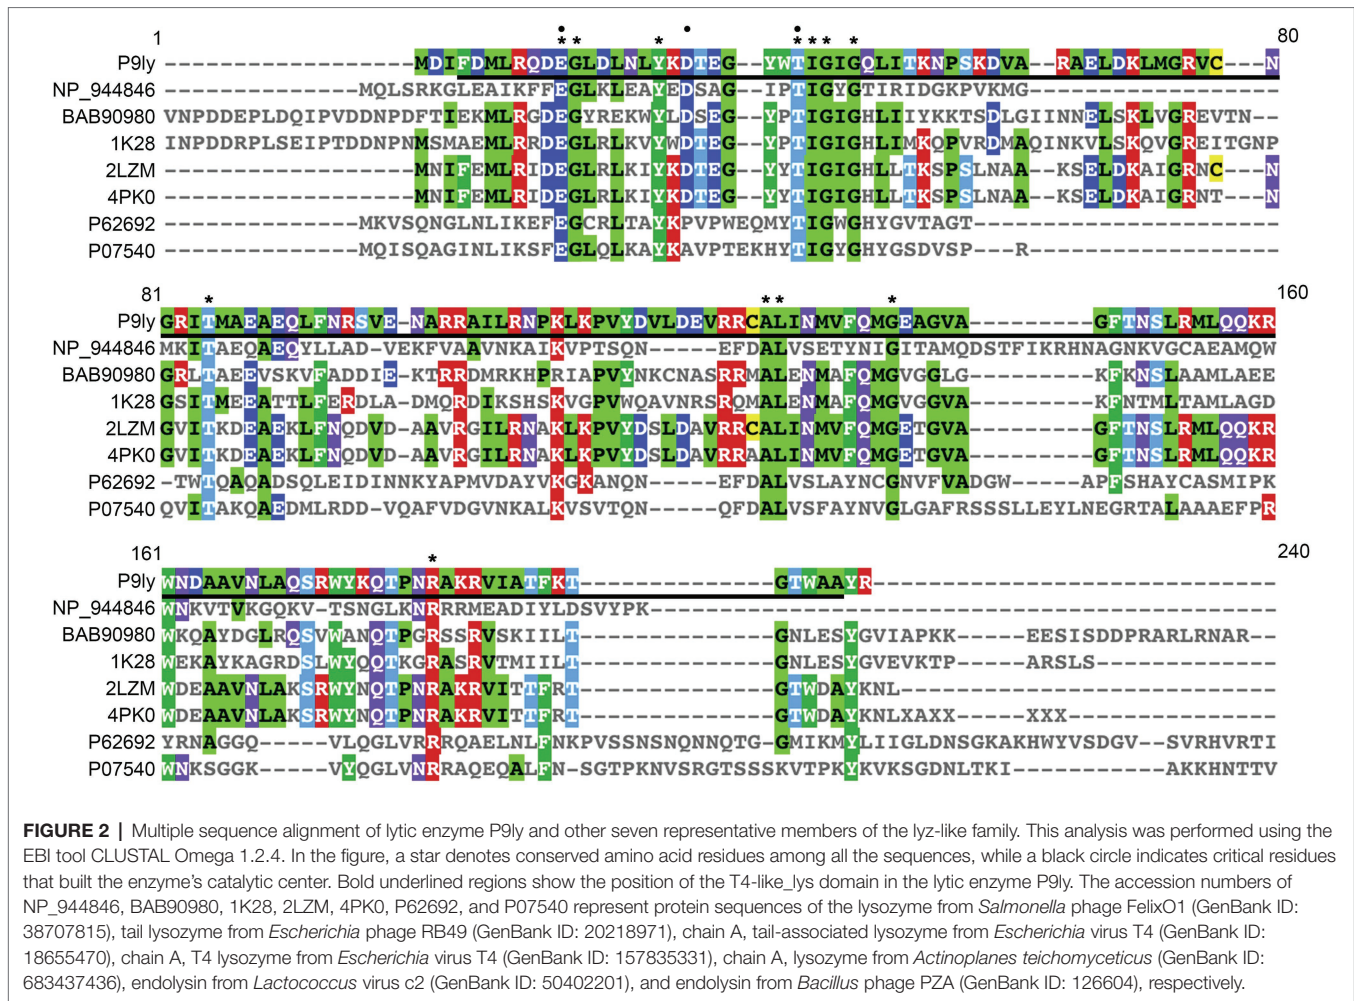 1 80
P9ly -------------------MDIFDMLRQDEGLDLNLYKDTEG--YWTIGIGQLITKNPSKDVA--RAELDKLMGRVC---N
NP_944846 --------------MQLSRKGLEAIKFFEGLKLEAYEDSAG--IPTIGYGTIRIDGKPVKMG------------------
BAB90980 VNPDDEPLDQIPVDDNPDFTIEKMLRGDEGYREKWYLDSEG--YPTIGIGHLIIYKKTSDLGIINNELSKLVGREVTN--
1K28 INPDDRPLSEIPTDDNPNMSMAEMLRRDEGLRLKVYWDTEG--YPTIGIGHLIMKQPVRDMAQINKVLSKQVGREITGNP
2LZM ------------------MNIFEMLRIDEGLRLKIYKDTEG--YYTIGIGHLLTKSPSLNAA--KSELDKAIGRNC---N
4PK0 ------------------MNIFEMLRIDEGLRLKIYKDTEG--YYTIGIGHLLTKSPSLNAA--KSELDKAIGRNT---N
P62692 --------------MKVSQNGLNLIKEFEGCRLTAYKPVPWEQMYTIGWGHYGVTAGT----------------------
P07540 --------------MQISQAGINLIKSFEGLQLKAYKAVPTEKHYTIGYGHYGSDVSP---R------------------
81 160
P9ly GRITMAEAEQLFNRSVE-NARRAILRNPKLKPVYDVLDEVRRCALINMVFQMGEAGVA---------GFTNSLRMLQQKR
NP_944846 MKITAEQAEQYLLAD-VEKFVAAVNKAIKVPTSQN-----EFDALVSETYNIGITAMQDSTFIKRHNAGNKVGCAEAMQW
BAB90980 GRLTAEEVSKVFADDIE-KTRRDMRKHPRIAPVYNKCNASRRMALENMAFQMGVGGLG---------KFKNSLAAMLAEE
1K28 GSITMEEATTLFERDLA-DMQRDIKSHSKVGPVWQAVNRSRQMALENMAFQMGVGGVA---------KFNTMLTAMLAGD
2LZM GVITKDEAEKLFNQDVD-AAVRGILRNAKLKPVYDSLDAVRRCALINMVFQMGETGVA---------GFTNSLRMLQQKR
4PK0 GVITKDEAEKLFNQDVD-AAVRGILRNAKLKPVYDSLDAVRRAALINMVFQMGETGVA---------GFTNSLRMLQQKR
P62692 -TWTQAQADSQLEIDINNKYAPMVDAYVKGKANQN-----EFDALVSLAYNCGNVFVADGW------APFSHAYCASMIPK
P07540 QVITAKQAEDMLRDD-VQAFVDGVNKALKVSVTQN-----QFDALVSFAYNVGLGAFRSSSLLEYLNEGRTALAAAEFPR
161 240
P9ly WNDAAVNLAQSRWYKQTPNRAKRVIATFKT--------------GTWAAYR-----------------------------
NP_944846 WNKVTVKGQKV-TSNGLKNRRRMEADIYLDSVYPK---------------------------------------------
BAB90980 WKQAYDGLRQSVWANQTPGRSSRVSKIILT--------------GNLESYGVIAPKK-----EESISDDPRARLRNAR--
1K28 WEKAYKAGRDSLWYQQTKGRASRVTMIILT--------------GNLESYGVEVKTP-----ARSLS-------------
2LZM WDEAAVNLAKSRWYNQTPNRAKRVITTFRT--------------GTWDAYKNL---------------------------
4PK0 WDEAAVNLAKSRWYNQTPNRAKRVITTFRT--------------GTWDAYKNLXAXX-----XXX---------------
P62692 YRNAGGQ-----VLQGLVRRRQAELNLFNKPVSSNSNQNNQTG-GMIKMYLIIGLDNSGKAKHWYVSDGV--SVRHVRTI
P07540 WNKSGGK-----VYQGLVNRRAQEQALFN-SGTPKNVSRGTSSSKVTPKYKVKSGDNLTKI-----------AKKHNTTV
FIGURE 2 | Multiple sequence alignment of lytic enzyme P9ly and other seven representative members of the lyz-like family. This analysis was performed using the
EBI tool CLUSTAL Omega 1.2.4. In the figure, a star denotes conserved amino acid residues among all the sequences, while a black circle indicates critical residues
that built the enzyme's catalytic center. Bold underlined regions show the position of the T4-like_lys domain in the lytic enzyme P9ly. The accession numbers of
NP_944846, BAB90980, 1K28, 2LZM, 4PK0, P62692, and P07540 represent protein sequences of the lysozyme from Salmonella phage FelixO1 (GenBank ID:
38707815), tail lysozyme from Escherichia phage RB49 (GenBank ID: 20218971), chain A, tail-associated lysozyme from Escherichia virus T4 (GenBank ID:
18655470), chain A, T4 lysozyme from Escherichia virus T4 (GenBank ID: 157835331), chain A, lysozyme from Actinoplanes teichomyceticus (GenBank ID:
683437436), endolysin from Lactococcus virus c2 (GenBank ID: 50402201), and endolysin from Bacillus phage PZA (GenBank ID: 126604), respectively.